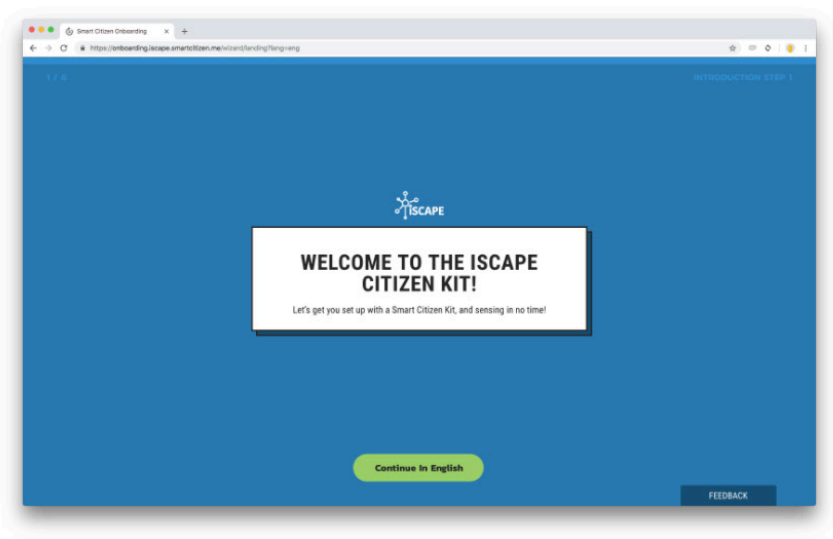 Smart Citizen Onboarding
https://onboarding.iscape.smartcitizen.me/wizard/landing?lang=eng
INTRODUCTION STEP 1
ISCAPE
WELCOME TO THE ISCAPE
CITIZEN KIT!
Let's get you set up with a Smart Citizen Kit, and sensing in no time!
Continue In English
FEEDBACK